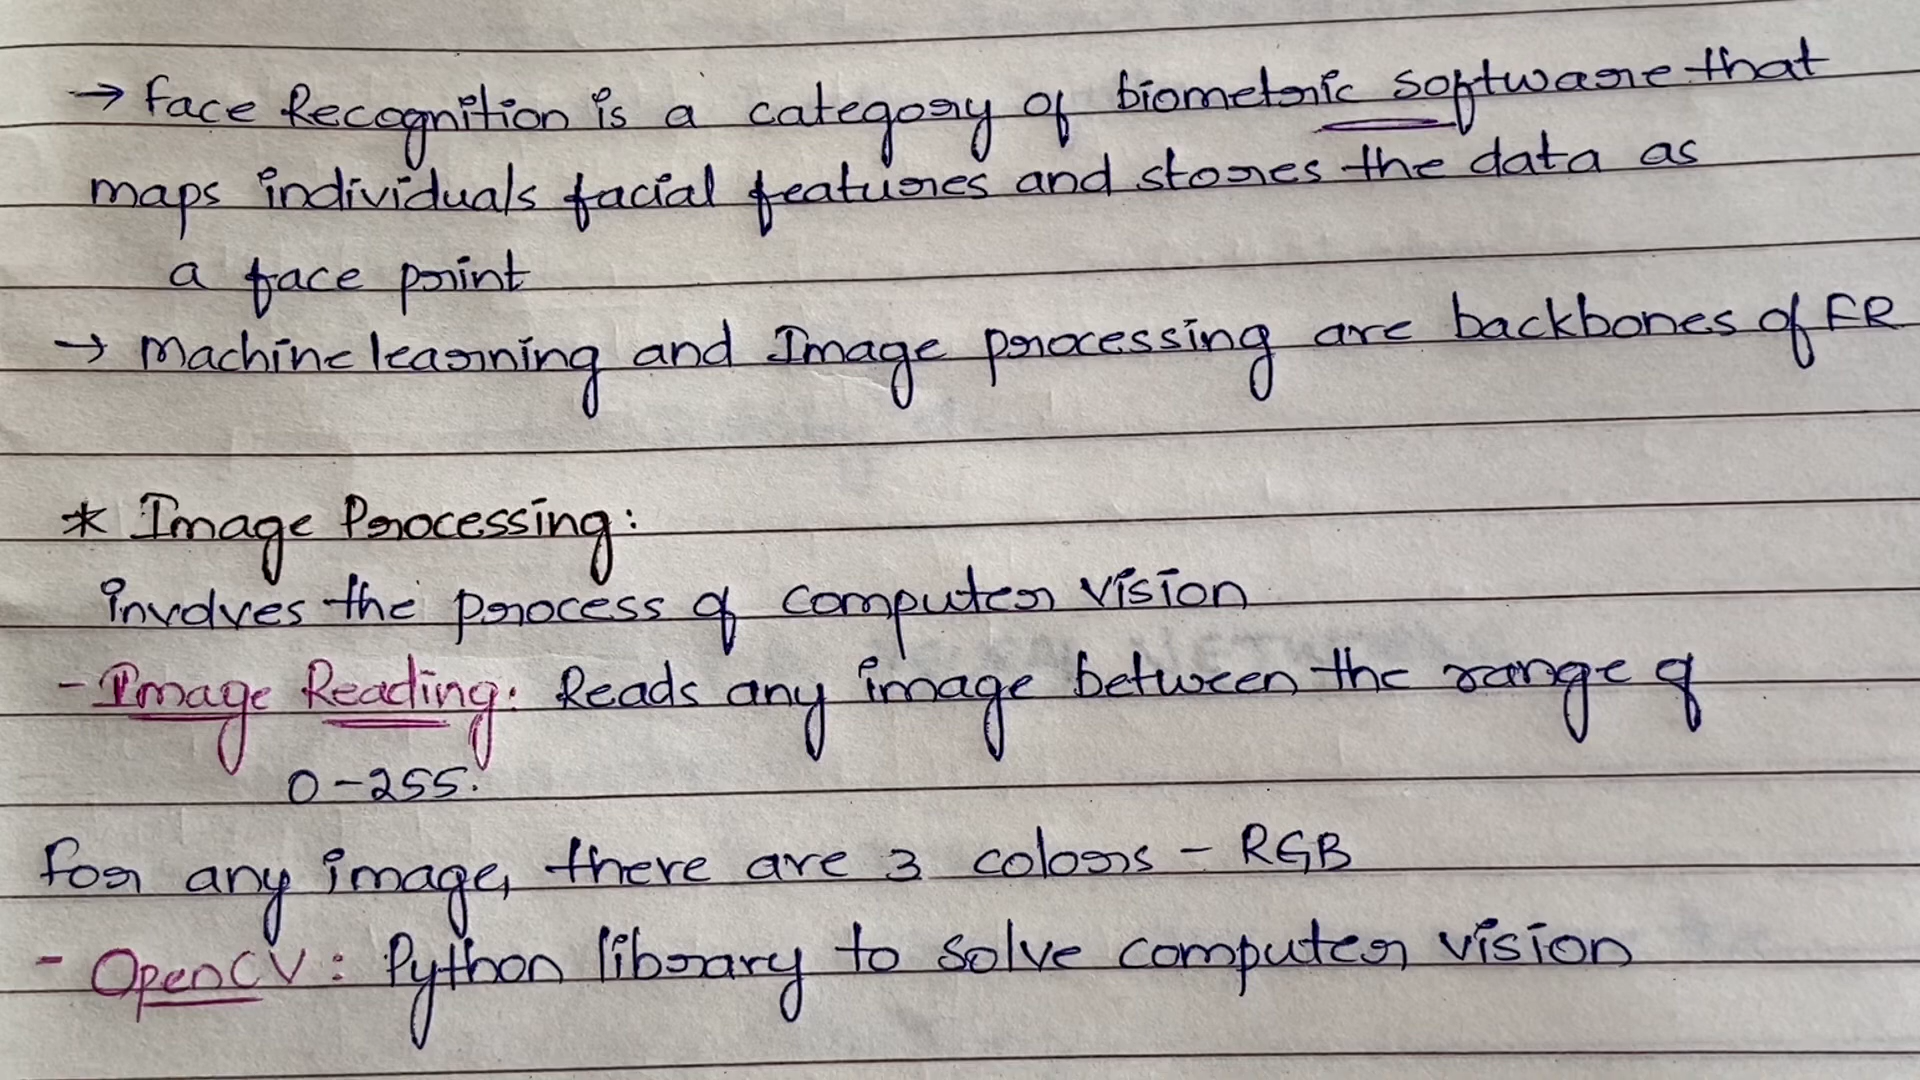 → Face Recognition is a category of biometric software that
maps individuals facial features and stores the data as
a face print
→ Machine learning and Image processing are backbones of FR
* Image Processing:
involves the process of computer vision
- Image Reading: Reads any image between the range of
0-255.
For any image, there are 3 colors - RGB
- OpenCV: Python library to solve computer vision